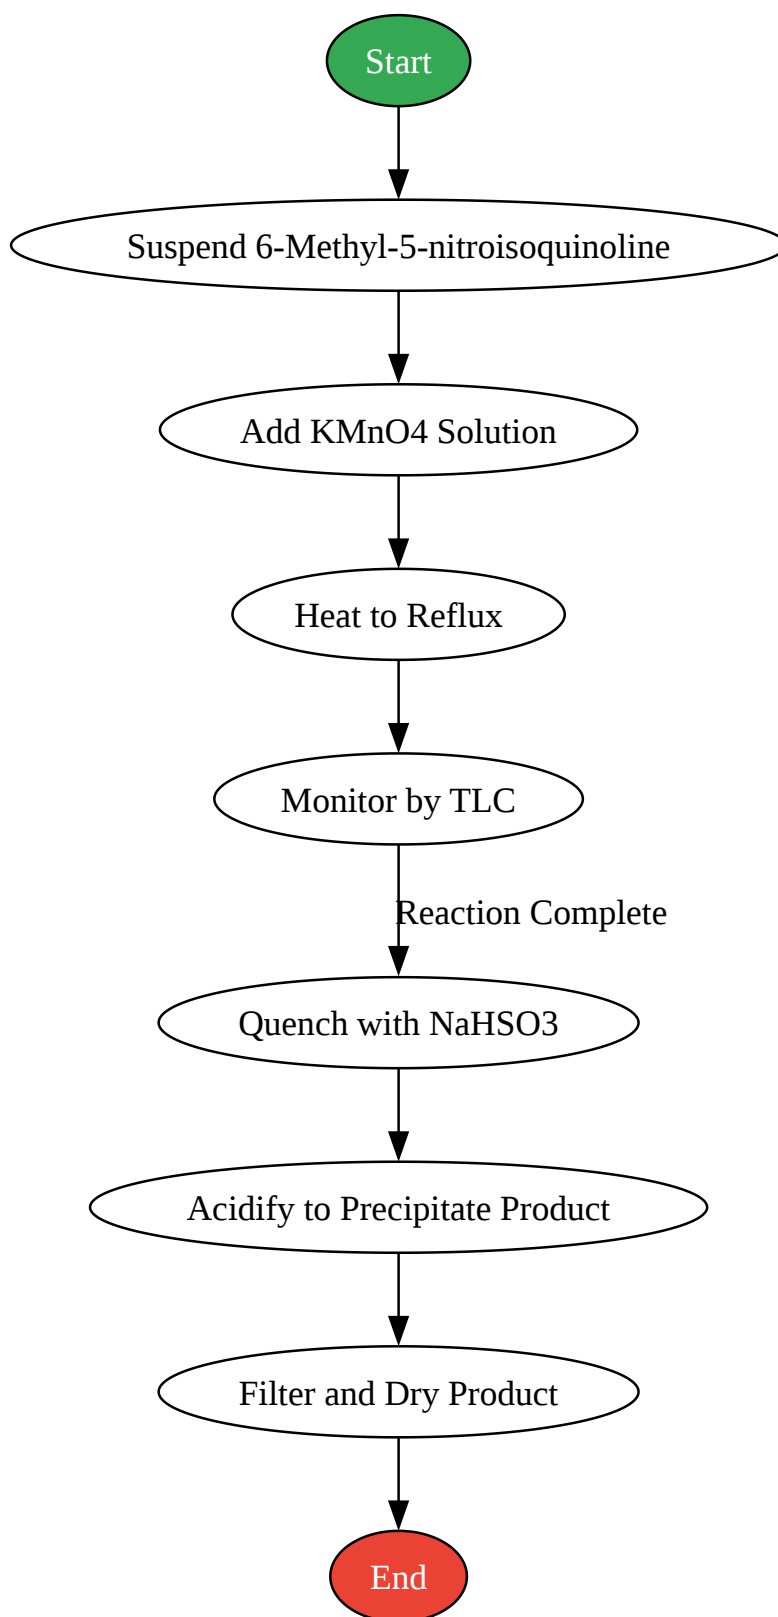 Start
Suspend 6-Methyl-5-nitroisoquinoline
Add KMnO4 Solution
Heat to Reflux
Monitor by TLC
Reaction Complete
Quench with NaHSO3
Acidify to Precipitate Product
Filter and Dry Product
End